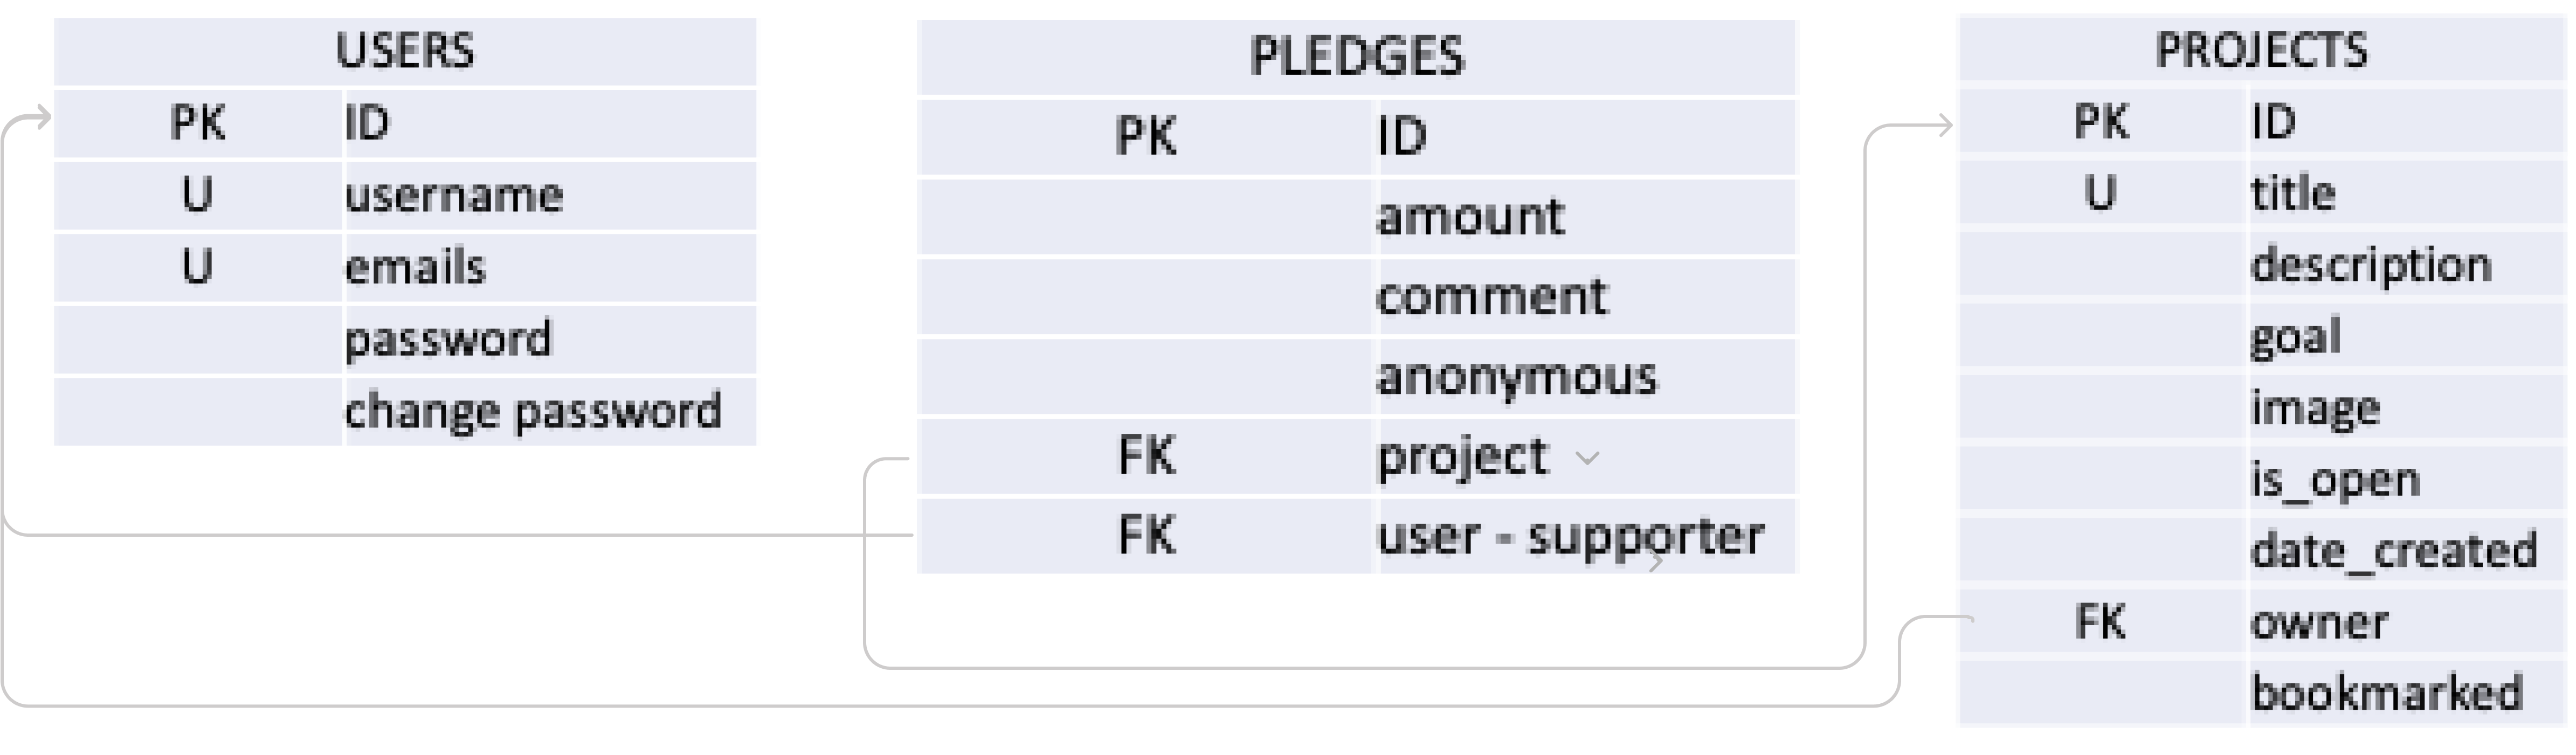 USERS
PK ID
U username
U emails
password
change password
PLEDGES
PK ID
amount
comment
anonymous
FK project
FK user - supporter
PROJECTS
PK ID
U title
description
goal
image
is_open
date_created
FK owner
bookmarked